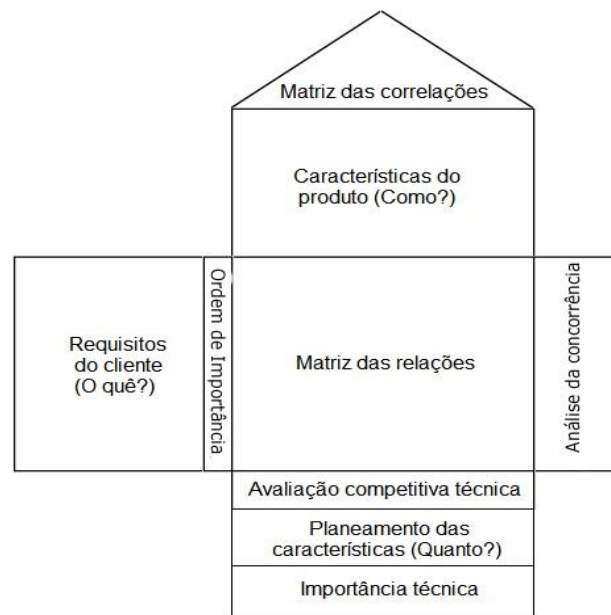 Matriz das correlações
Características do
produto (Como?)
Requisitos
do cliente
(O quê?)
Ordem de Importância
Matriz das relações
Análise da concorrência
Avaliação competitiva técnica
Planeamento das
características (Quanto?)
Importância técnica